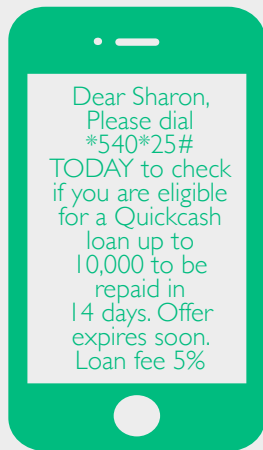 Dear Sharon,
Please dial
*540*25#
TODAY to check
if you are eligible
for a Quickcash
loan up to
10,000 to be
repaid in
14 days. Offer
expires soon.
Loan fee 5%